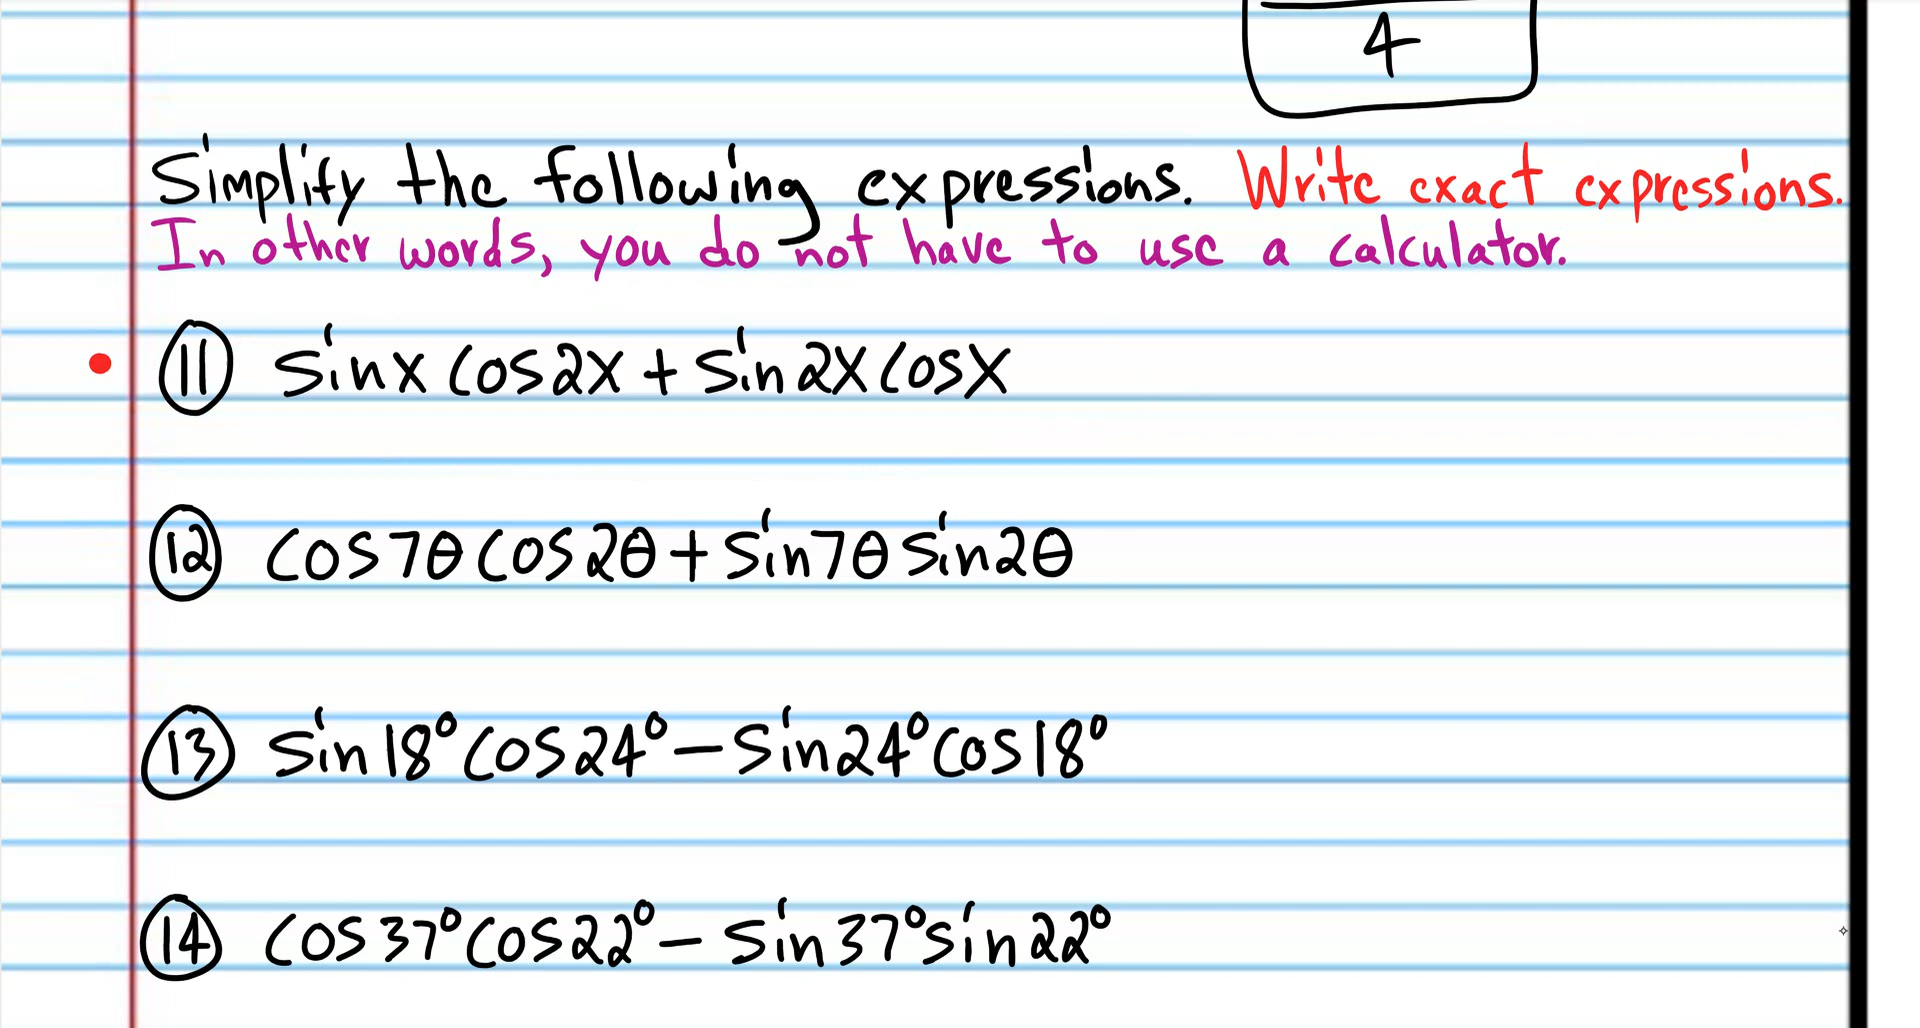 4
Simplify the following expressions. Write exact expressions.
In other words, you do not have to use a calculator.
11 sinx cos2x + sin2x cosx
12 cos7θ cos2θ + sin7θ sin2θ
13 sin18° cos24° – sin24° cos18°
14 cos37° cos22° – sin37° sin22°